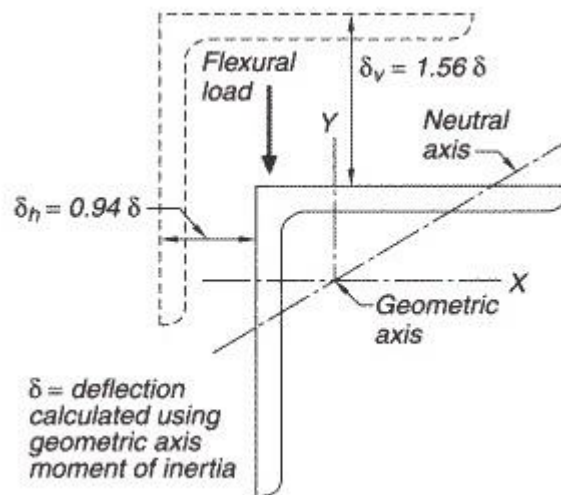 Flexural
load
δv = 1.56 δ
Y
Neutral
axis
δh = 0.94 δ
X
Geometric
axis
δ = deflection
calculated using
geometric axis
moment of inertia